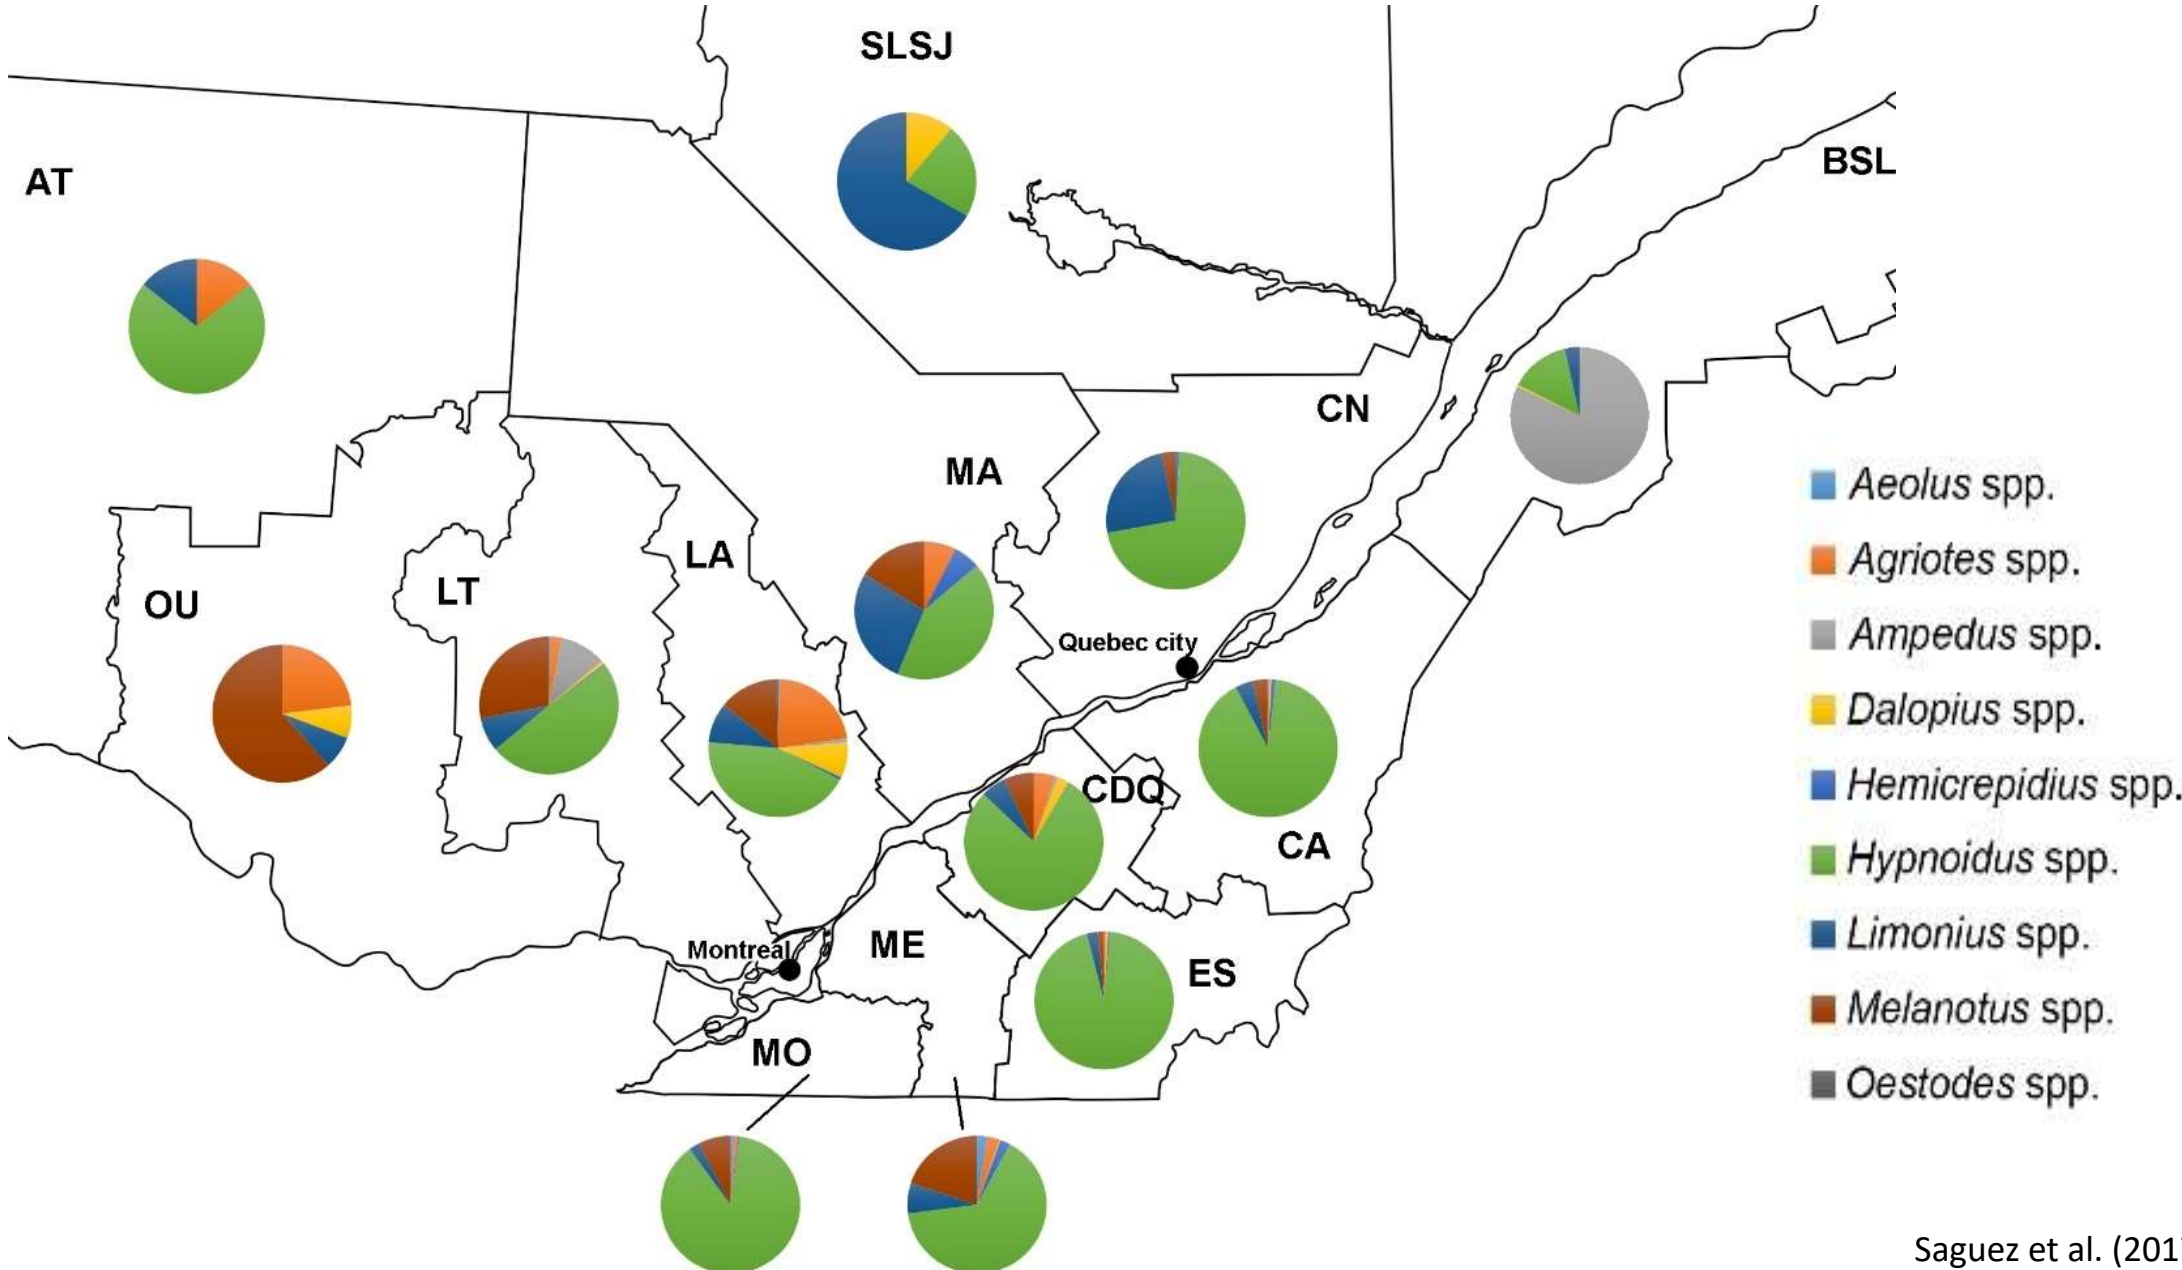 SLSJ
AT
BSL
CN
MA
LA
LT
OU
Quebec city
CDQ
CA
Montreal
ME
ES
MO
Aeolus spp.
Agriotes spp.
Ampedus spp.
Dalopius spp.
Hemicrepidius spp.
Hypnoidus spp.
Limonius spp.
Melanotus spp.
Oestodes spp.
Saguez et al. (201